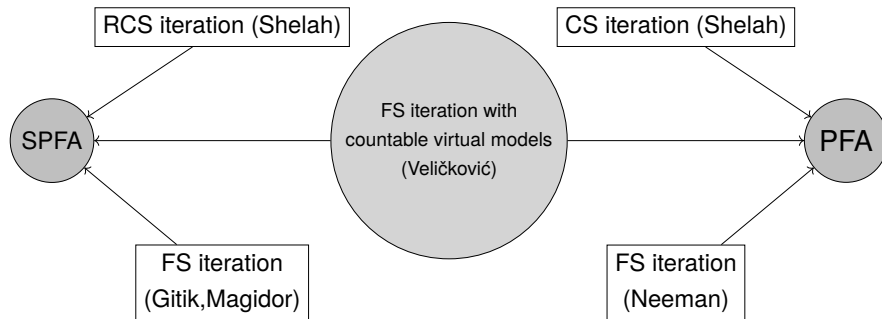 RCS iteration (Shelah)
CS iteration (Shelah)
FS iteration with
countable virtual models
(Veličković)
SPFA
PFA
FS iteration
(Gitik,Magidor)
FS iteration
(Neeman)